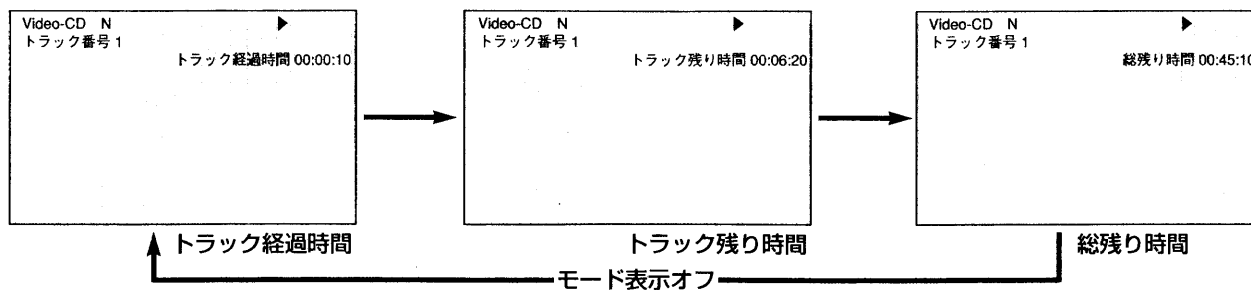 Video-CD N ▶
トラック番号 1
トラック経過時間 00:00:10
Video-CD N ▶
トラック番号 1
トラック残り時間 00:06:20
Video-CD N ▶
トラック番号 1
総残り時間 00:45:10
トラック経過時間
トラック残り時間
総残り時間
モード表示オフ